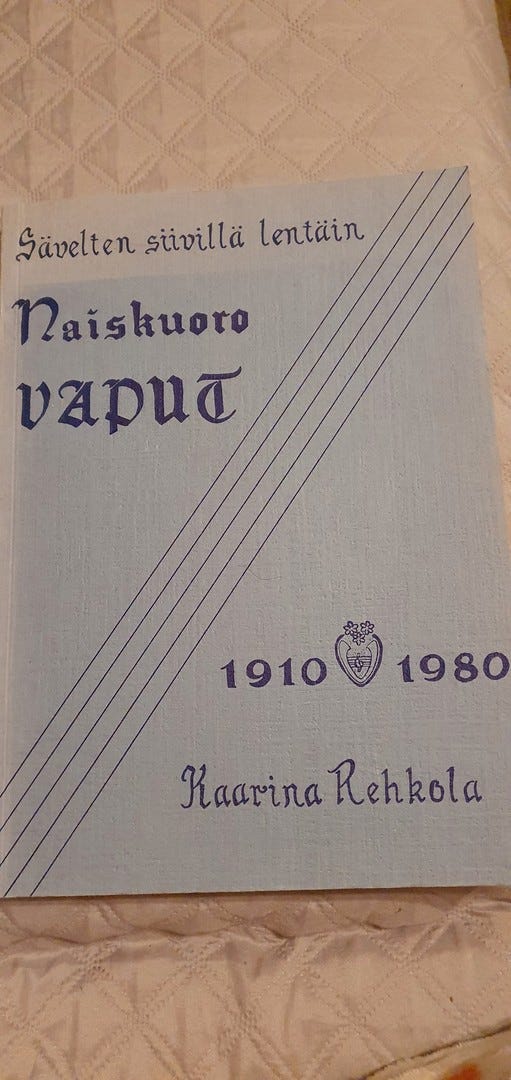 Sävelten siivillä lentäin
Naiskuoro
VAPUT
1910 1980
Kaarina Rehkola